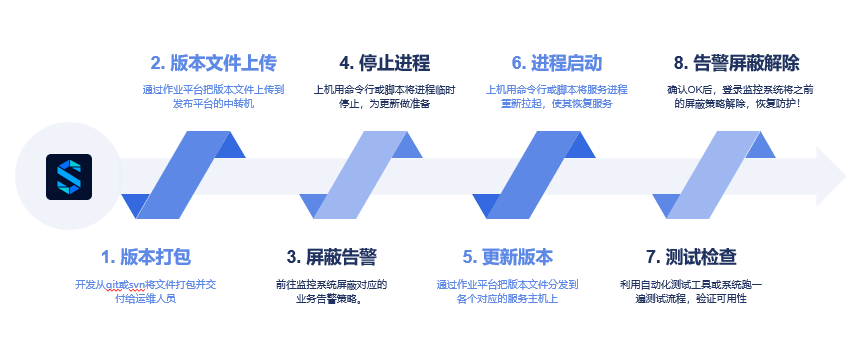 2. 版本文件上传
通过作业平台把版本文件上传到
发布平台的中转机
4. 停止进程
上机用命令行或脚本将进程临时
停止，为更新做准备
6. 进程启动
上机用命令行或脚本将服务进程
重新拉起，使其恢复服务
8. 告警屏蔽解除
确认OK后，登录监控系统将之前
的屏蔽策略解除，恢复防护！
1. 版本打包
开发从git或svn将文件打包并交
付给运维人员
3. 屏蔽告警
前往监控系统屏蔽对应的
业务告警策略。
5. 更新版本
通过作业平台把版本文件分发到
各个对应的服务主机上
7. 测试检查
利用自动化测试工具或系统跑一
遍测试流程，验证可用性